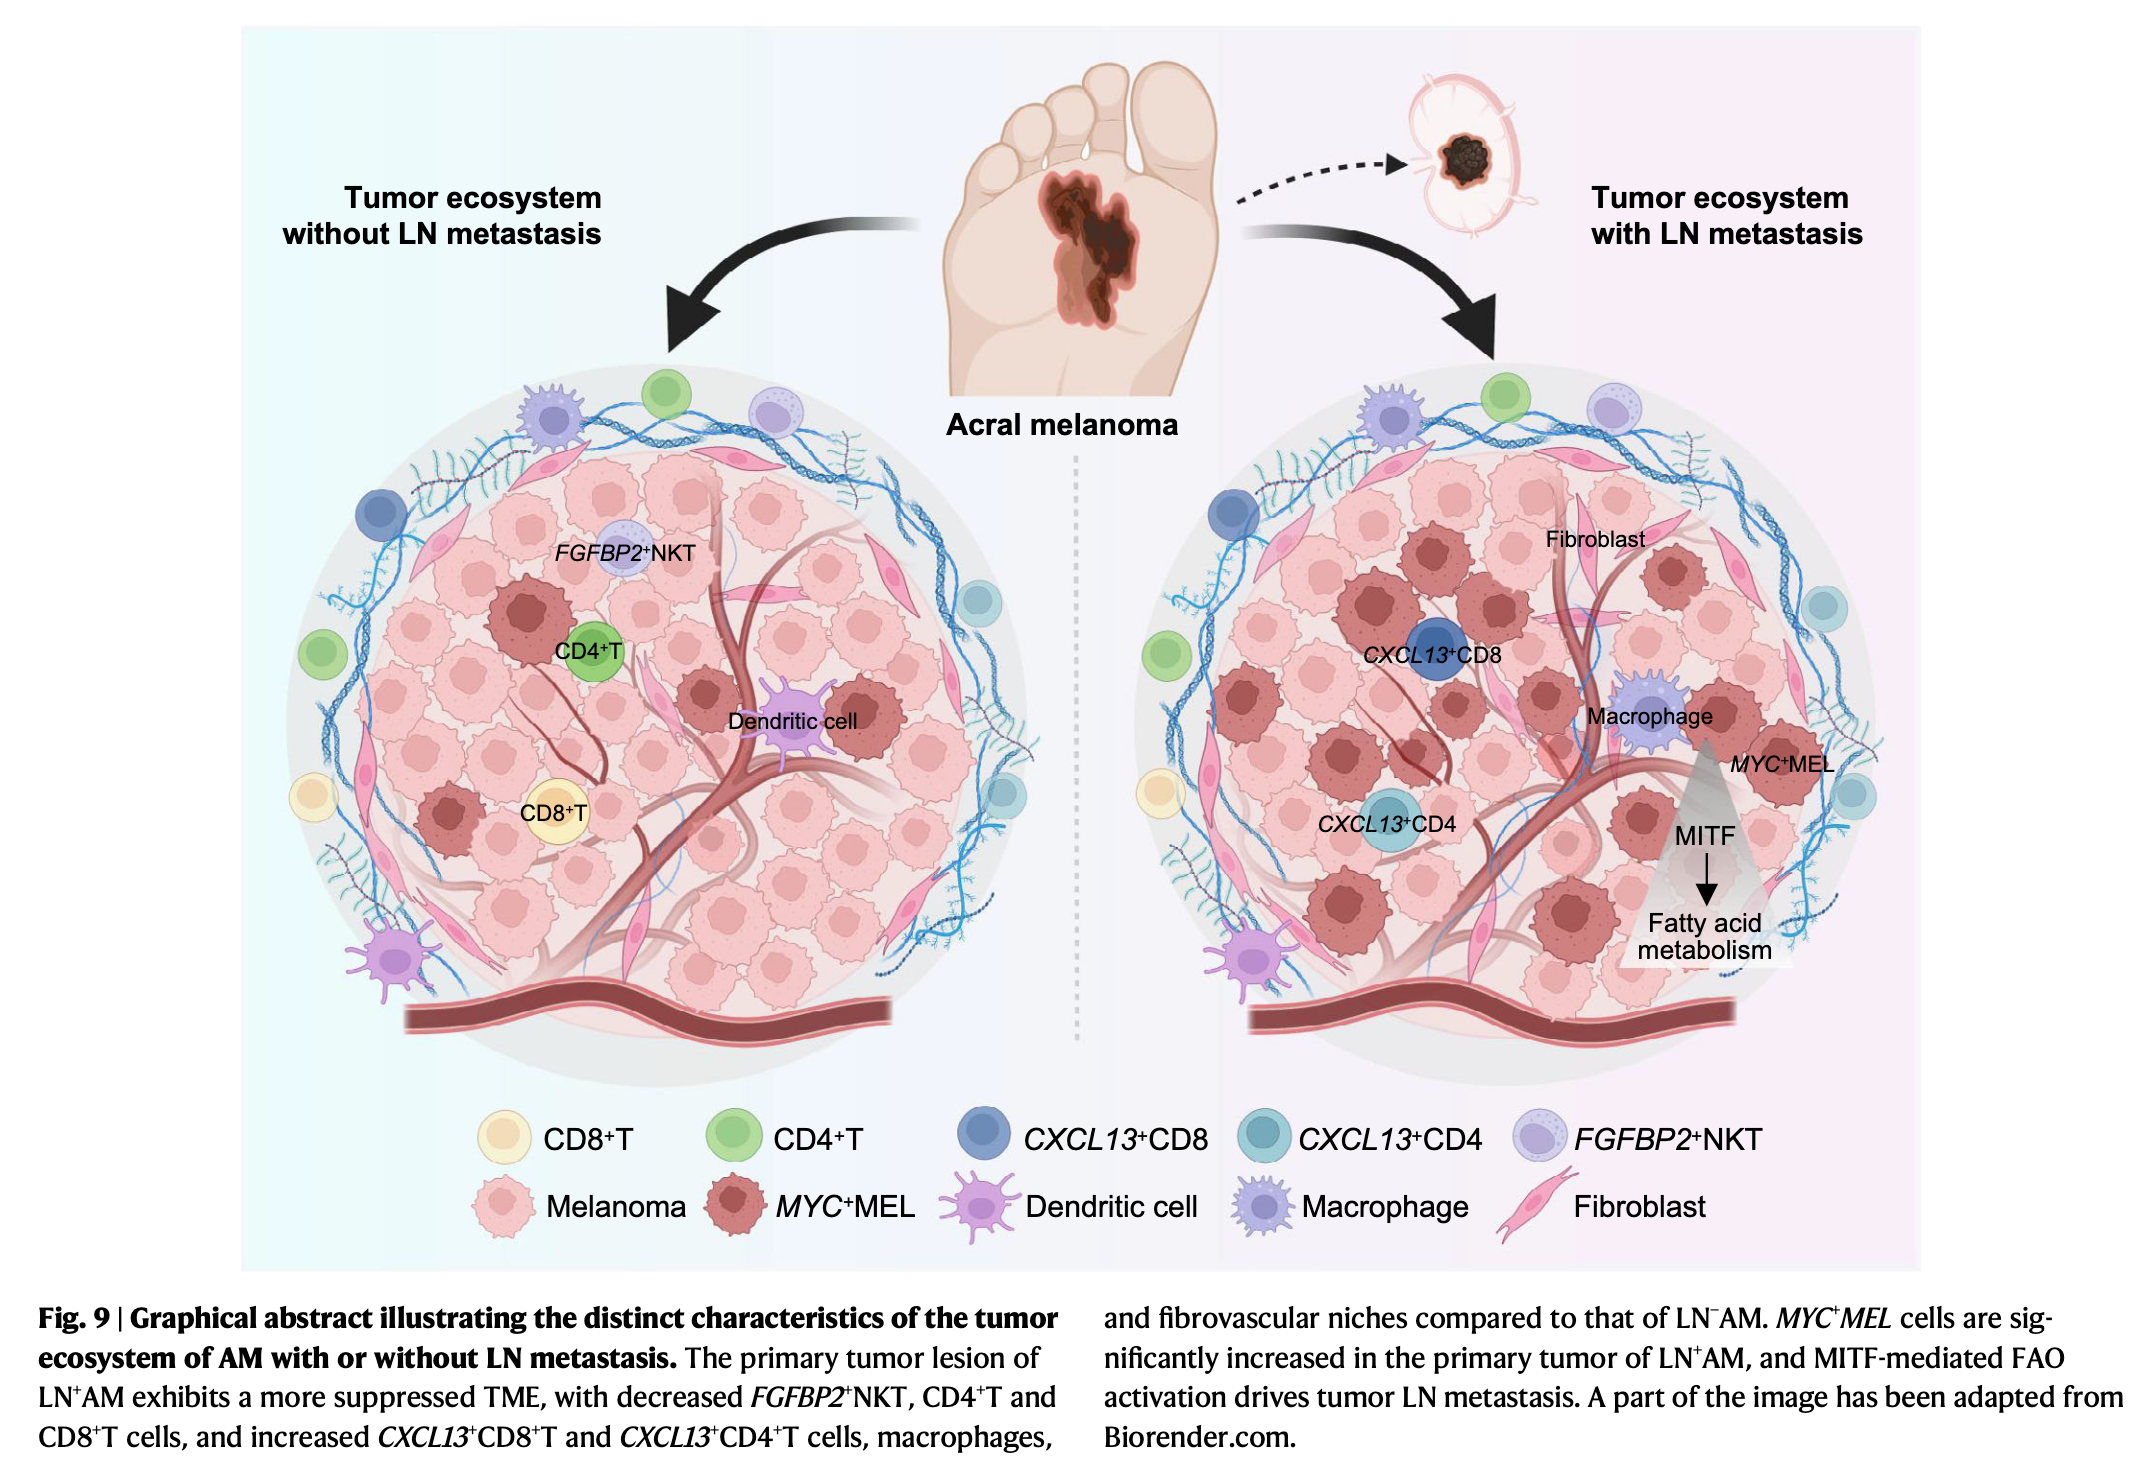 Tumor ecosystem
without LN metastasis
Tumor ecosystem
with LN metastasis
Acral melanoma
FGFBP2⁺NKT
CD4⁺T
Dendritic cell
CD8⁺T
Fibroblast
CXCL13⁺CD8
Macrophage
MYC⁺MEL
CXCL13⁺CD4
MITF
Fatty acid
metabolism
CD8⁺T
CD4⁺T
CXCL13⁺CD8
CXCL13⁺CD4
FGFBP2⁺NKT
Melanoma
MYC⁺MEL
Dendritic cell
Macrophage
Fibroblast
Fig. 9 | Graphical abstract illustrating the distinct characteristics of the tumor
ecosystem of AM with or without LN metastasis. The primary tumor lesion of
LN⁺AM exhibits a more suppressed TME, with decreased FGFBP2⁺NKT, CD4⁺T and
CD8⁺T cells, and increased CXCL13⁺CD8⁺T and CXCL13⁺CD4⁺T cells, macrophages,
and fibrovascular niches compared to that of LN⁻AM. MYC⁺MEL cells are sig-
nificantly increased in the primary tumor of LN⁺AM, and MITF-mediated FAO
activation drives tumor LN metastasis. A part of the image has been adapted from
Biorender.com.